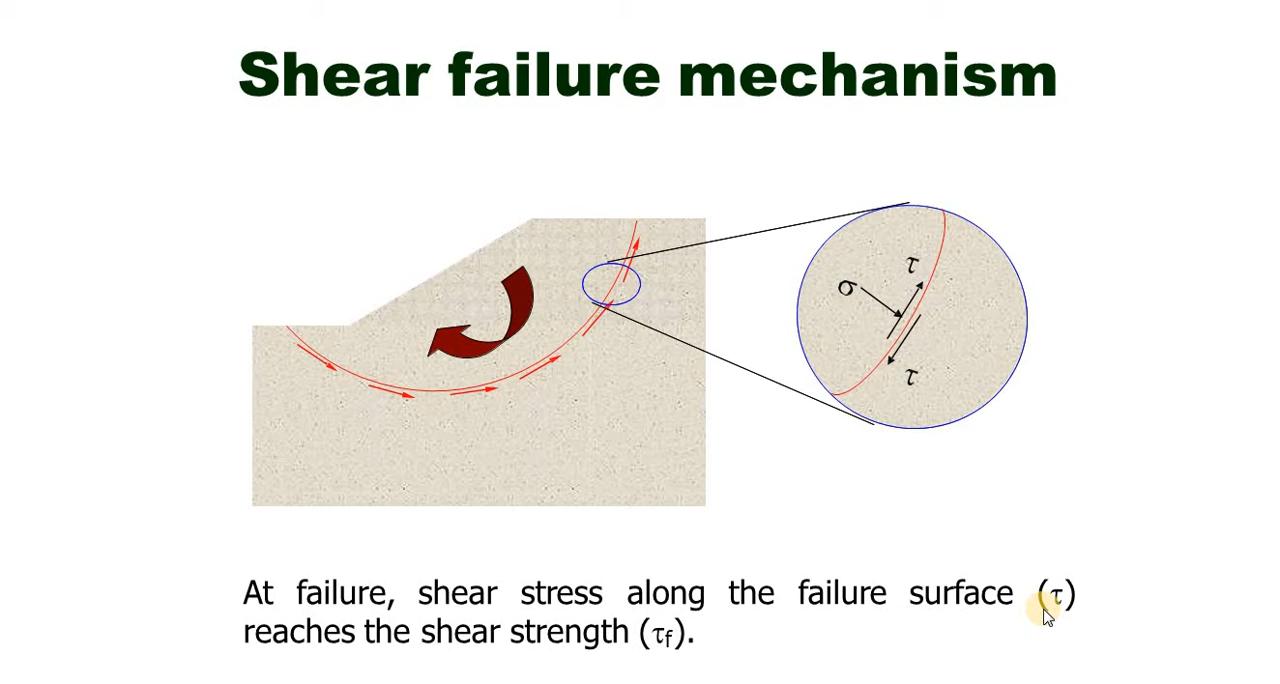 Shear failure mechanism
τ
σ
τ
At failure, shear stress along the failure surface (τ)
reaches the shear strength (τf).